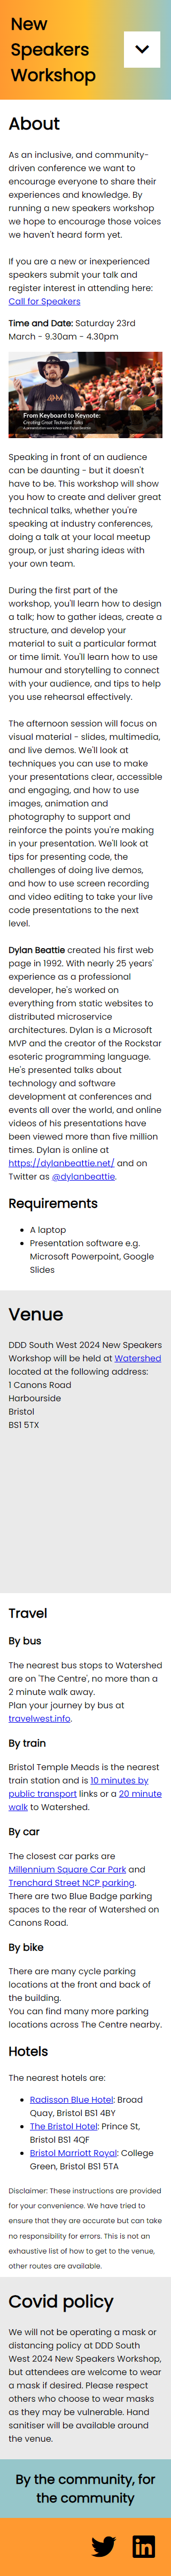 New
Speakers
Workshop
About
As an inclusive, and community-
driven conference we want to
encourage everyone to share their
experiences and knowledge. By
running a new speakers workshop
we hope to encourage those voices
we haven't heard form yet.
If you are a new or inexperienced
speakers submit your talk and
register interest in attending here:
Call for Speakers
Time and Date: Saturday 23rd
March - 9.30am - 4.30pm
From Keyboard to Keynote:
Creating Great Technical Talks
A presentation workshop with Dylan Beattie
Speaking in front of an audience
can be daunting - but it doesn't
have to be. This workshop will show
you how to create and deliver great
technical talks, whether you're
speaking at industry conferences,
doing a talk at your local meetup
group, or just sharing ideas with
your own team.
During the first part of the
workshop, you'll learn how to design
a talk; how to gather ideas, create a
structure, and develop your
material to suit a particular format
or time limit. You'll learn how to use
humour and storytelling to connect
with your audience, and tips to help
you use rehearsal effectively.
The afternoon session will focus on
visual material - slides, multimedia,
and live demos. We'll look at
techniques you can use to make
your presentations clear, accessible
and engaging, and how to use
images, animation and
photography to support and
reinforce the points you're making
in your presentation. We'll look at
tips for presenting code, the
challenges of doing live demos,
and how to use screen recording
and video editing to take your live
code presentations to the next
level.
Dylan Beattie created his first web
page in 1992. With nearly 25 years'
experience as a professional
developer, he's worked on
everything from static websites to
distributed microservice
architectures. Dylan is a Microsoft
MVP and the creator of the Rockstar
esoteric programming language.
He's presented talks about
technology and software
development at conferences and
events all over the world, and online
videos of his presentations have
been viewed more than five million
times. Dylan is online at
https://dylanbeattie.net/ and on
Twitter as @dylanbeattie.
Requirements
A laptop
Presentation software e.g.
Microsoft Powerpoint, Google
Slides
Venue
DDD South West 2024 New Speakers
Workshop will be held at Watershed
located at the following address:
1 Canons Road
Harbourside
Bristol
BS1 5TX
Travel
By bus
The nearest bus stops to Watershed
are on 'The Centre', no more than a
2 minute walk away.
Plan your journey by bus at
travelwest.info.
By train
Bristol Temple Meads is the nearest
train station and is 10 minutes by
public transport links or a 20 minute
walk to Watershed.
By car
The closest car parks are
Millennium Square Car Park and
Trenchard Street NCP parking.
There are two Blue Badge parking
spaces to the rear of Watershed on
Canons Road.
By bike
There are many cycle parking
locations at the front and back of
the building.
You can find many more parking
locations across The Centre nearby.
Hotels
The nearest hotels are:
Radisson Blue Hotel: Broad
Quay, Bristol BS1 4BY
The Bristol Hotel: Prince St,
Bristol BS1 4QF
Bristol Marriott Royal: College
Green, Bristol BS1 5TA
Disclaimer: These instructions are provided
for your convenience. We have tried to
ensure that they are accurate but can take
no responsibility for errors. This is not an
exhaustive list of how to get to the venue,
other routes are available.
Covid policy
We will not be operating a mask or
distancing policy at DDD South
West 2024 New Speakers Workshop,
but attendees are welcome to wear
a mask if desired. Please respect
others who choose to wear masks
as they may be vulnerable. Hand
sanitiser will be available around
the venue.
By the community, for
the community